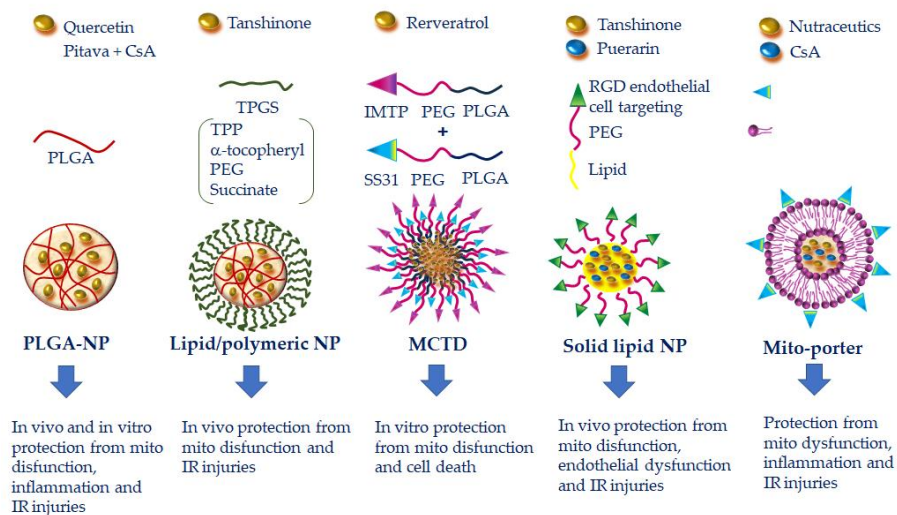 Quercetin
Pitava + CsA
PLGA
PLGA-NP
In vivo and in vitro
protection from mito
disfunction,
inflammation and
IR injuries
Tanshinone
TPGS
TPP
α-tocopheryl
PEG
Succinate
Lipid/polymeric NP
In vivo protection from
mito disfunction and
IR injuries
Rerveratrol
IMTP PEG PLGA
+
SS31 PEG PLGA
MCTD
In vitro protection
from mito disfunction
and cell death
Tanshinone
Puerarin
RGD endothelial
cell targeting
PEG
Lipid
Solid lipid NP
In vivo protection from
mito disfunction,
endothelial dysfunction
and IR injuries
Nutraceutics
CsA
Mito-porter
Protection from
mito dysfunction,
inflammation and
IR injuries